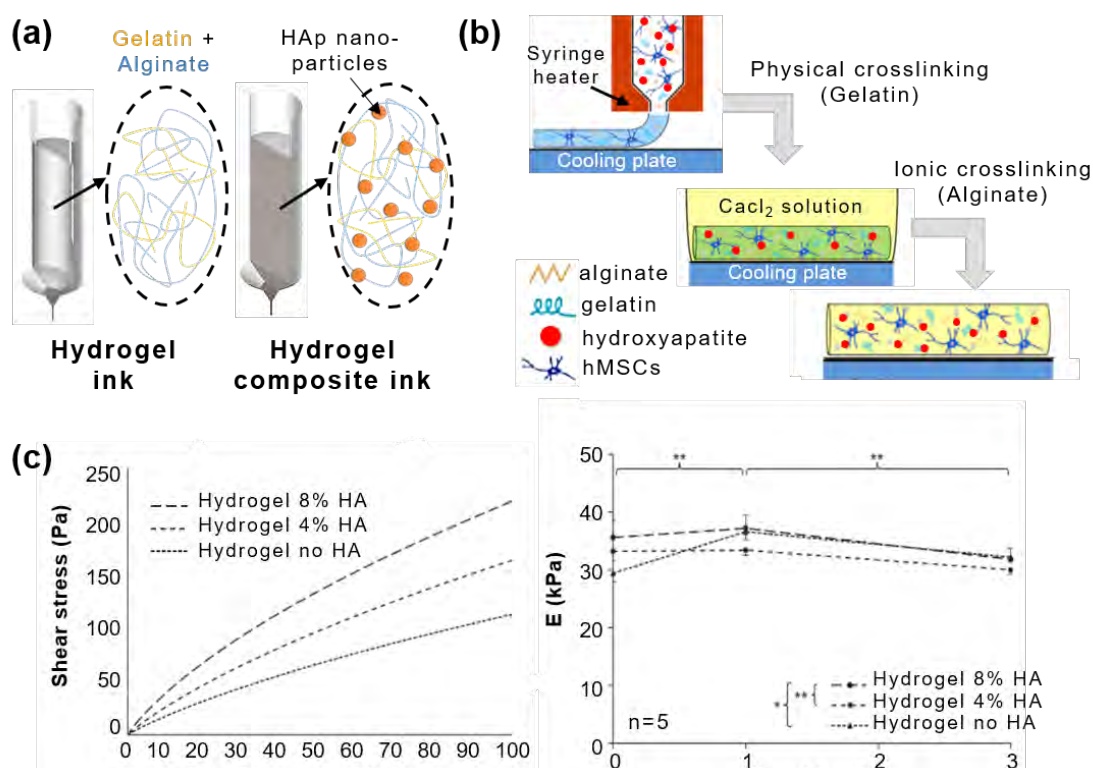 (a)
Gelatin +
Alginate
HAp nano-
particles
Hydrogel
ink
Hydrogel
composite ink
(b)
Syringe
heater
Cooling plate
Physical crosslinking
(Gelatin)
Ionic crosslinking
(Alginate)
Cacl₂ solution
Cooling plate
alginate
gelatin
hydroxyapatite
hMSCs
(c)
Shear stress (Pa)
250
200
150
100
50
0
Hydrogel 8% HA
Hydrogel 4% HA
Hydrogel no HA
0 10 20 30 40 50 60 70 80 90 100
E (kPa)
50
40
30
20
10
0
** **
Hydrogel 8% HA
* ** Hydrogel 4% HA
Hydrogel no HA
n=5
0 1 2 3